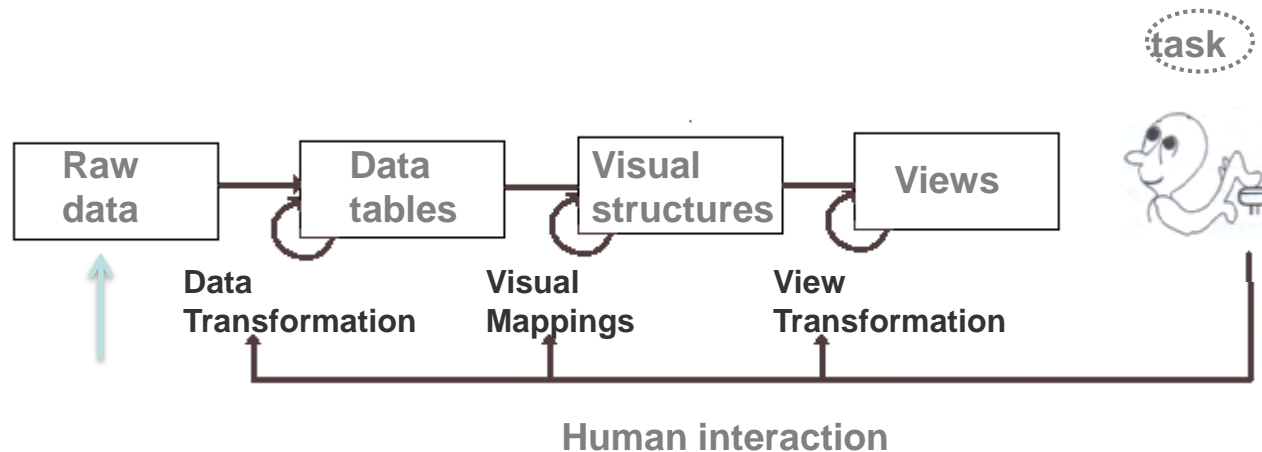 task
Raw
data
Data
tables
Visual
structures
Views
Data
Transformation
Visual
Mappings
View
Transformation
Human interaction